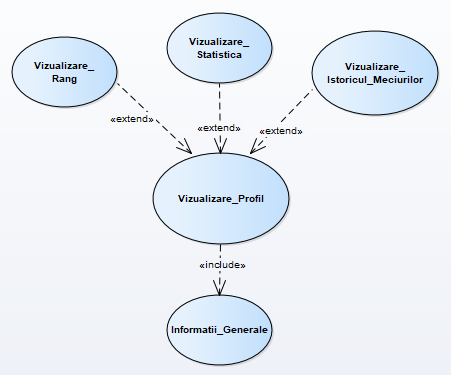 Vizualizare_
Rang
Vizualizare_
Statistica
Vizualizare_
Istoricul_Meciurilor
«extend»
«extend»
«extend»
Vizualizare_Profil
«include»
Informatii_Generale